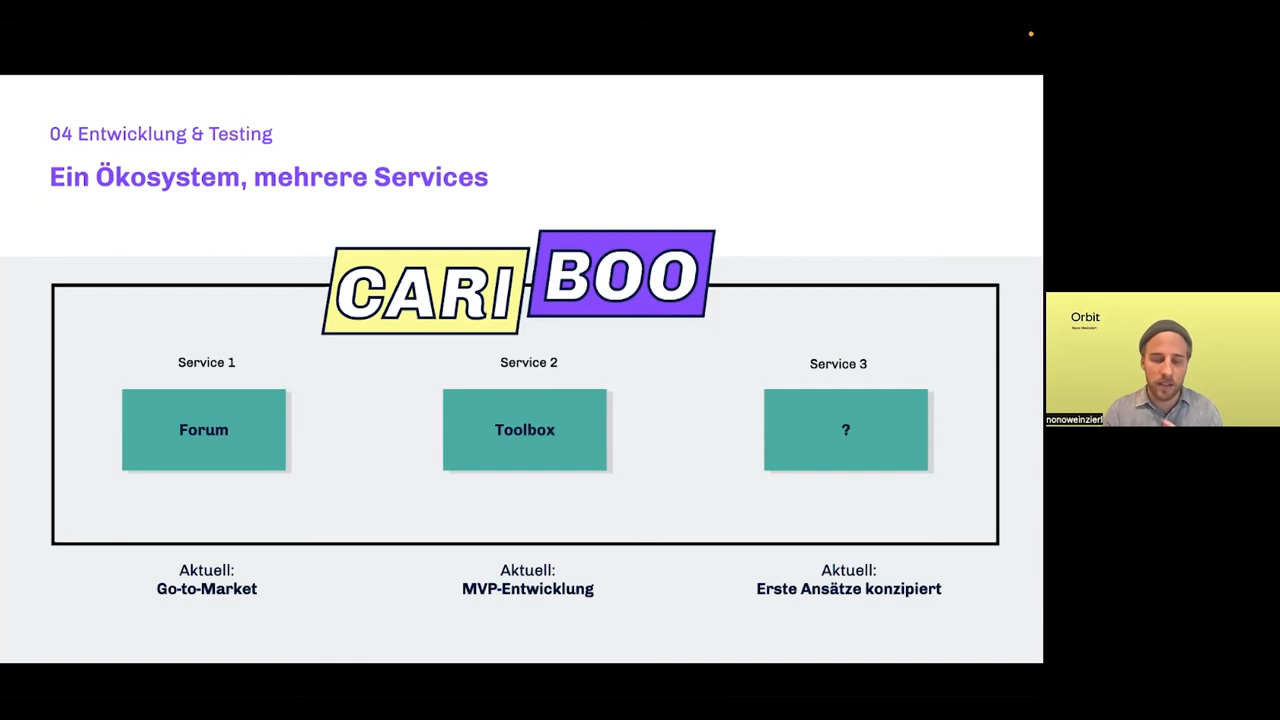 04 Entwicklung & Testing
Ein Ökosystem, mehrere Services
CARI BOO
Service 1
Service 2
Service 3
Forum
Toolbox
?
Aktuell:
Go-to-Market
Aktuell:
MVP-Entwicklung
Aktuell:
Erste Ansätze konzipiert
Orbit
nonoweinzierl